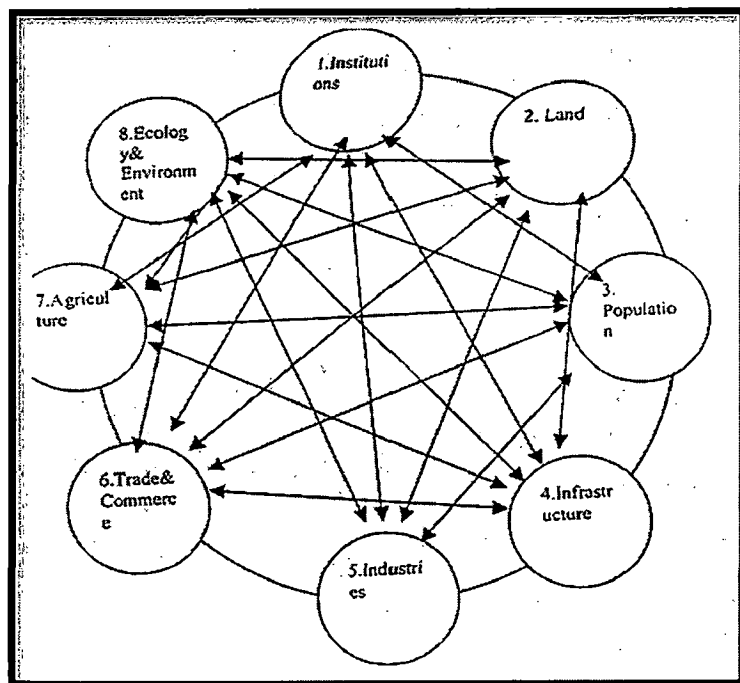 1.Instituti
ons
2. Land
3.
Populatio
n
4.Infrastr
ucture
5.Industri
es
6.Trade&
Commerc
e
7.Agricul
ture
8.Ecolog
y&
Environm
ent